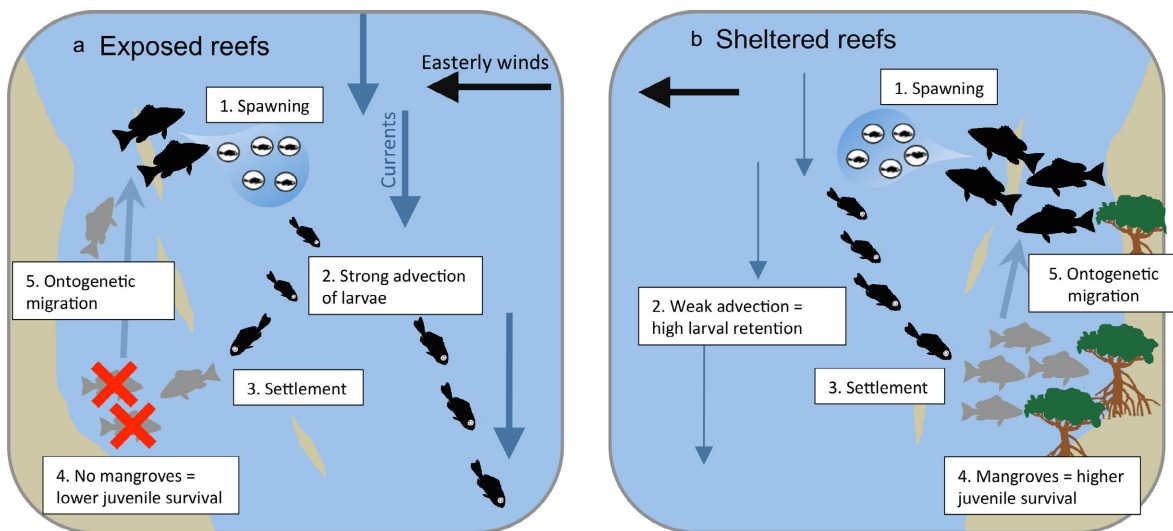 a Exposed reefs
Easterly winds
1. Spawning
Currents
2. Strong advection
of larvae
3. Settlement
4. No mangroves =
lower juvenile survival
5. Ontogenetic
migration
b Sheltered reefs
1. Spawning
2. Weak advection =
high larval retention
3. Settlement
4. Mangroves = higher
juvenile survival
5. Ontogenetic
migration